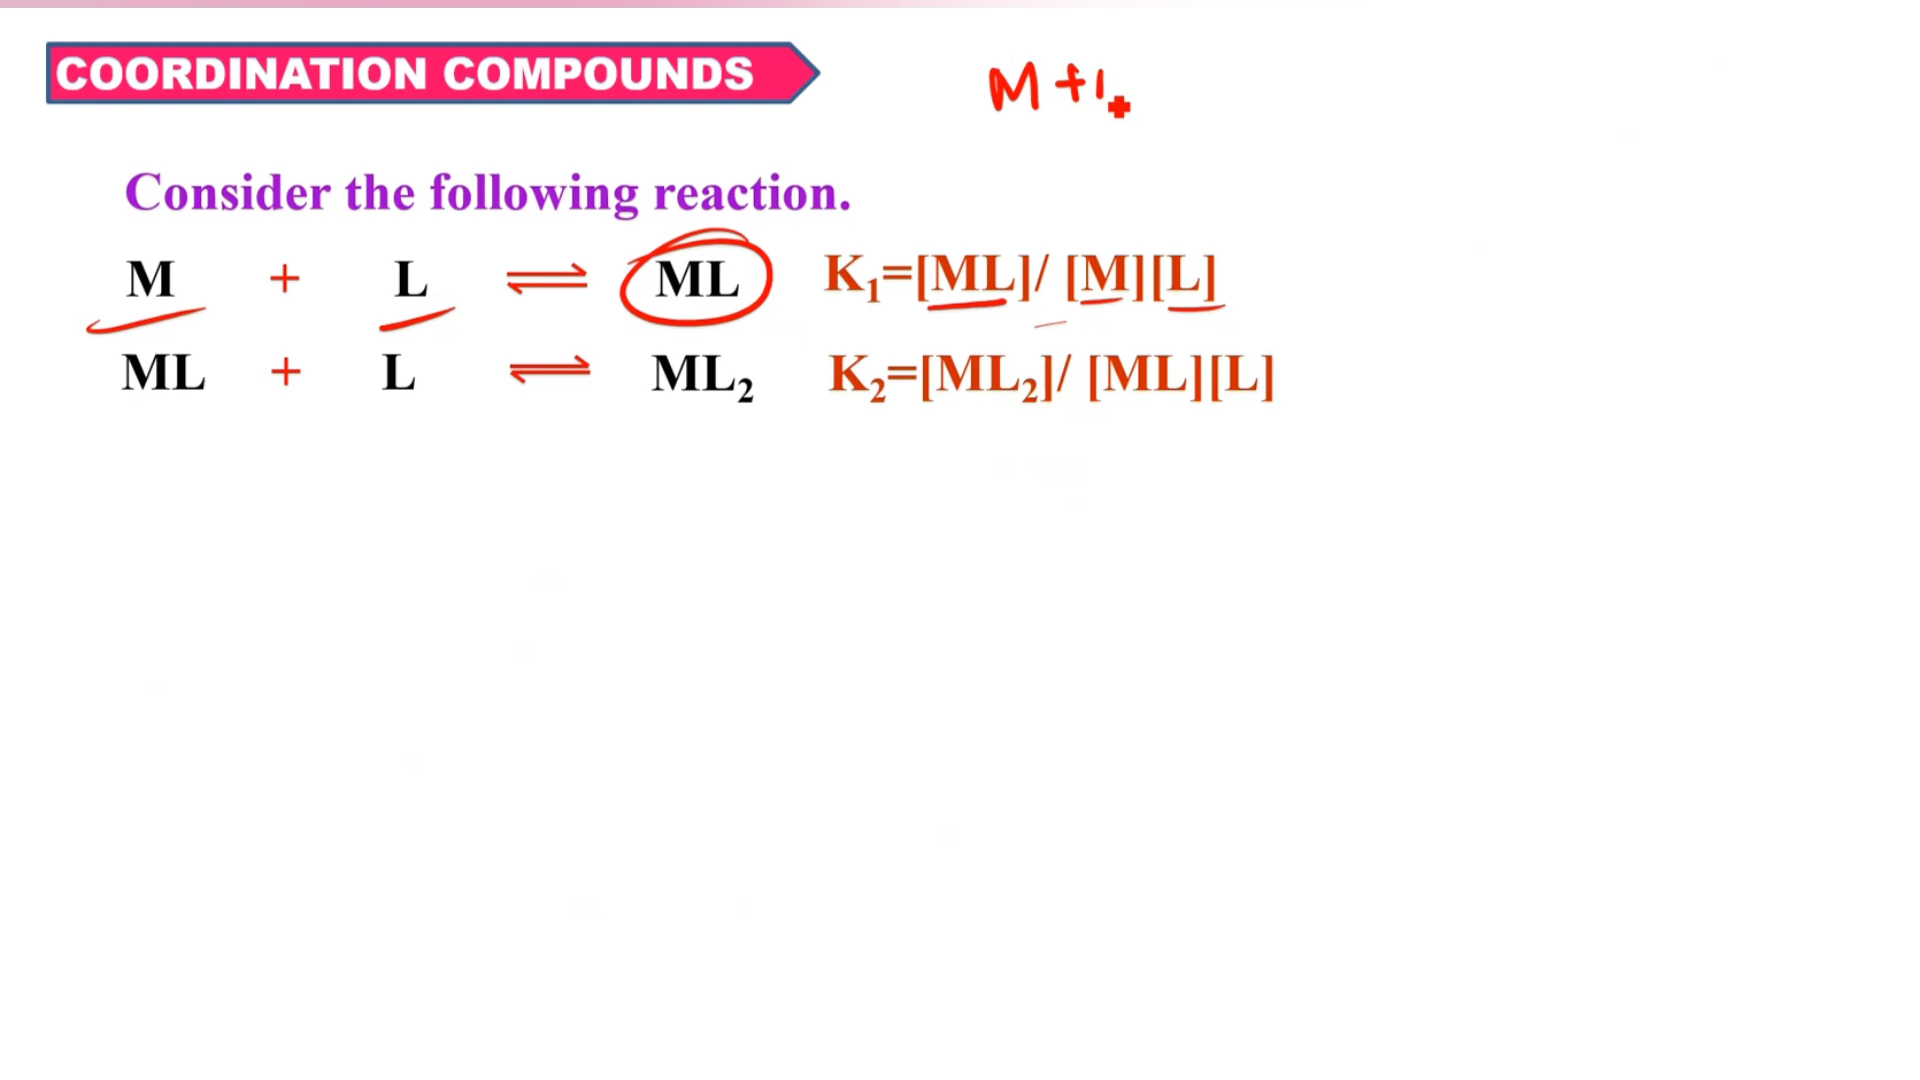 COORDINATION COMPOUNDS
M + L
Consider the following reaction.
M + L ⇌ ML K₁=[ML]/ [M][L]
ML + L ⇌ ML₂ K₂=[ML₂]/ [ML][L]